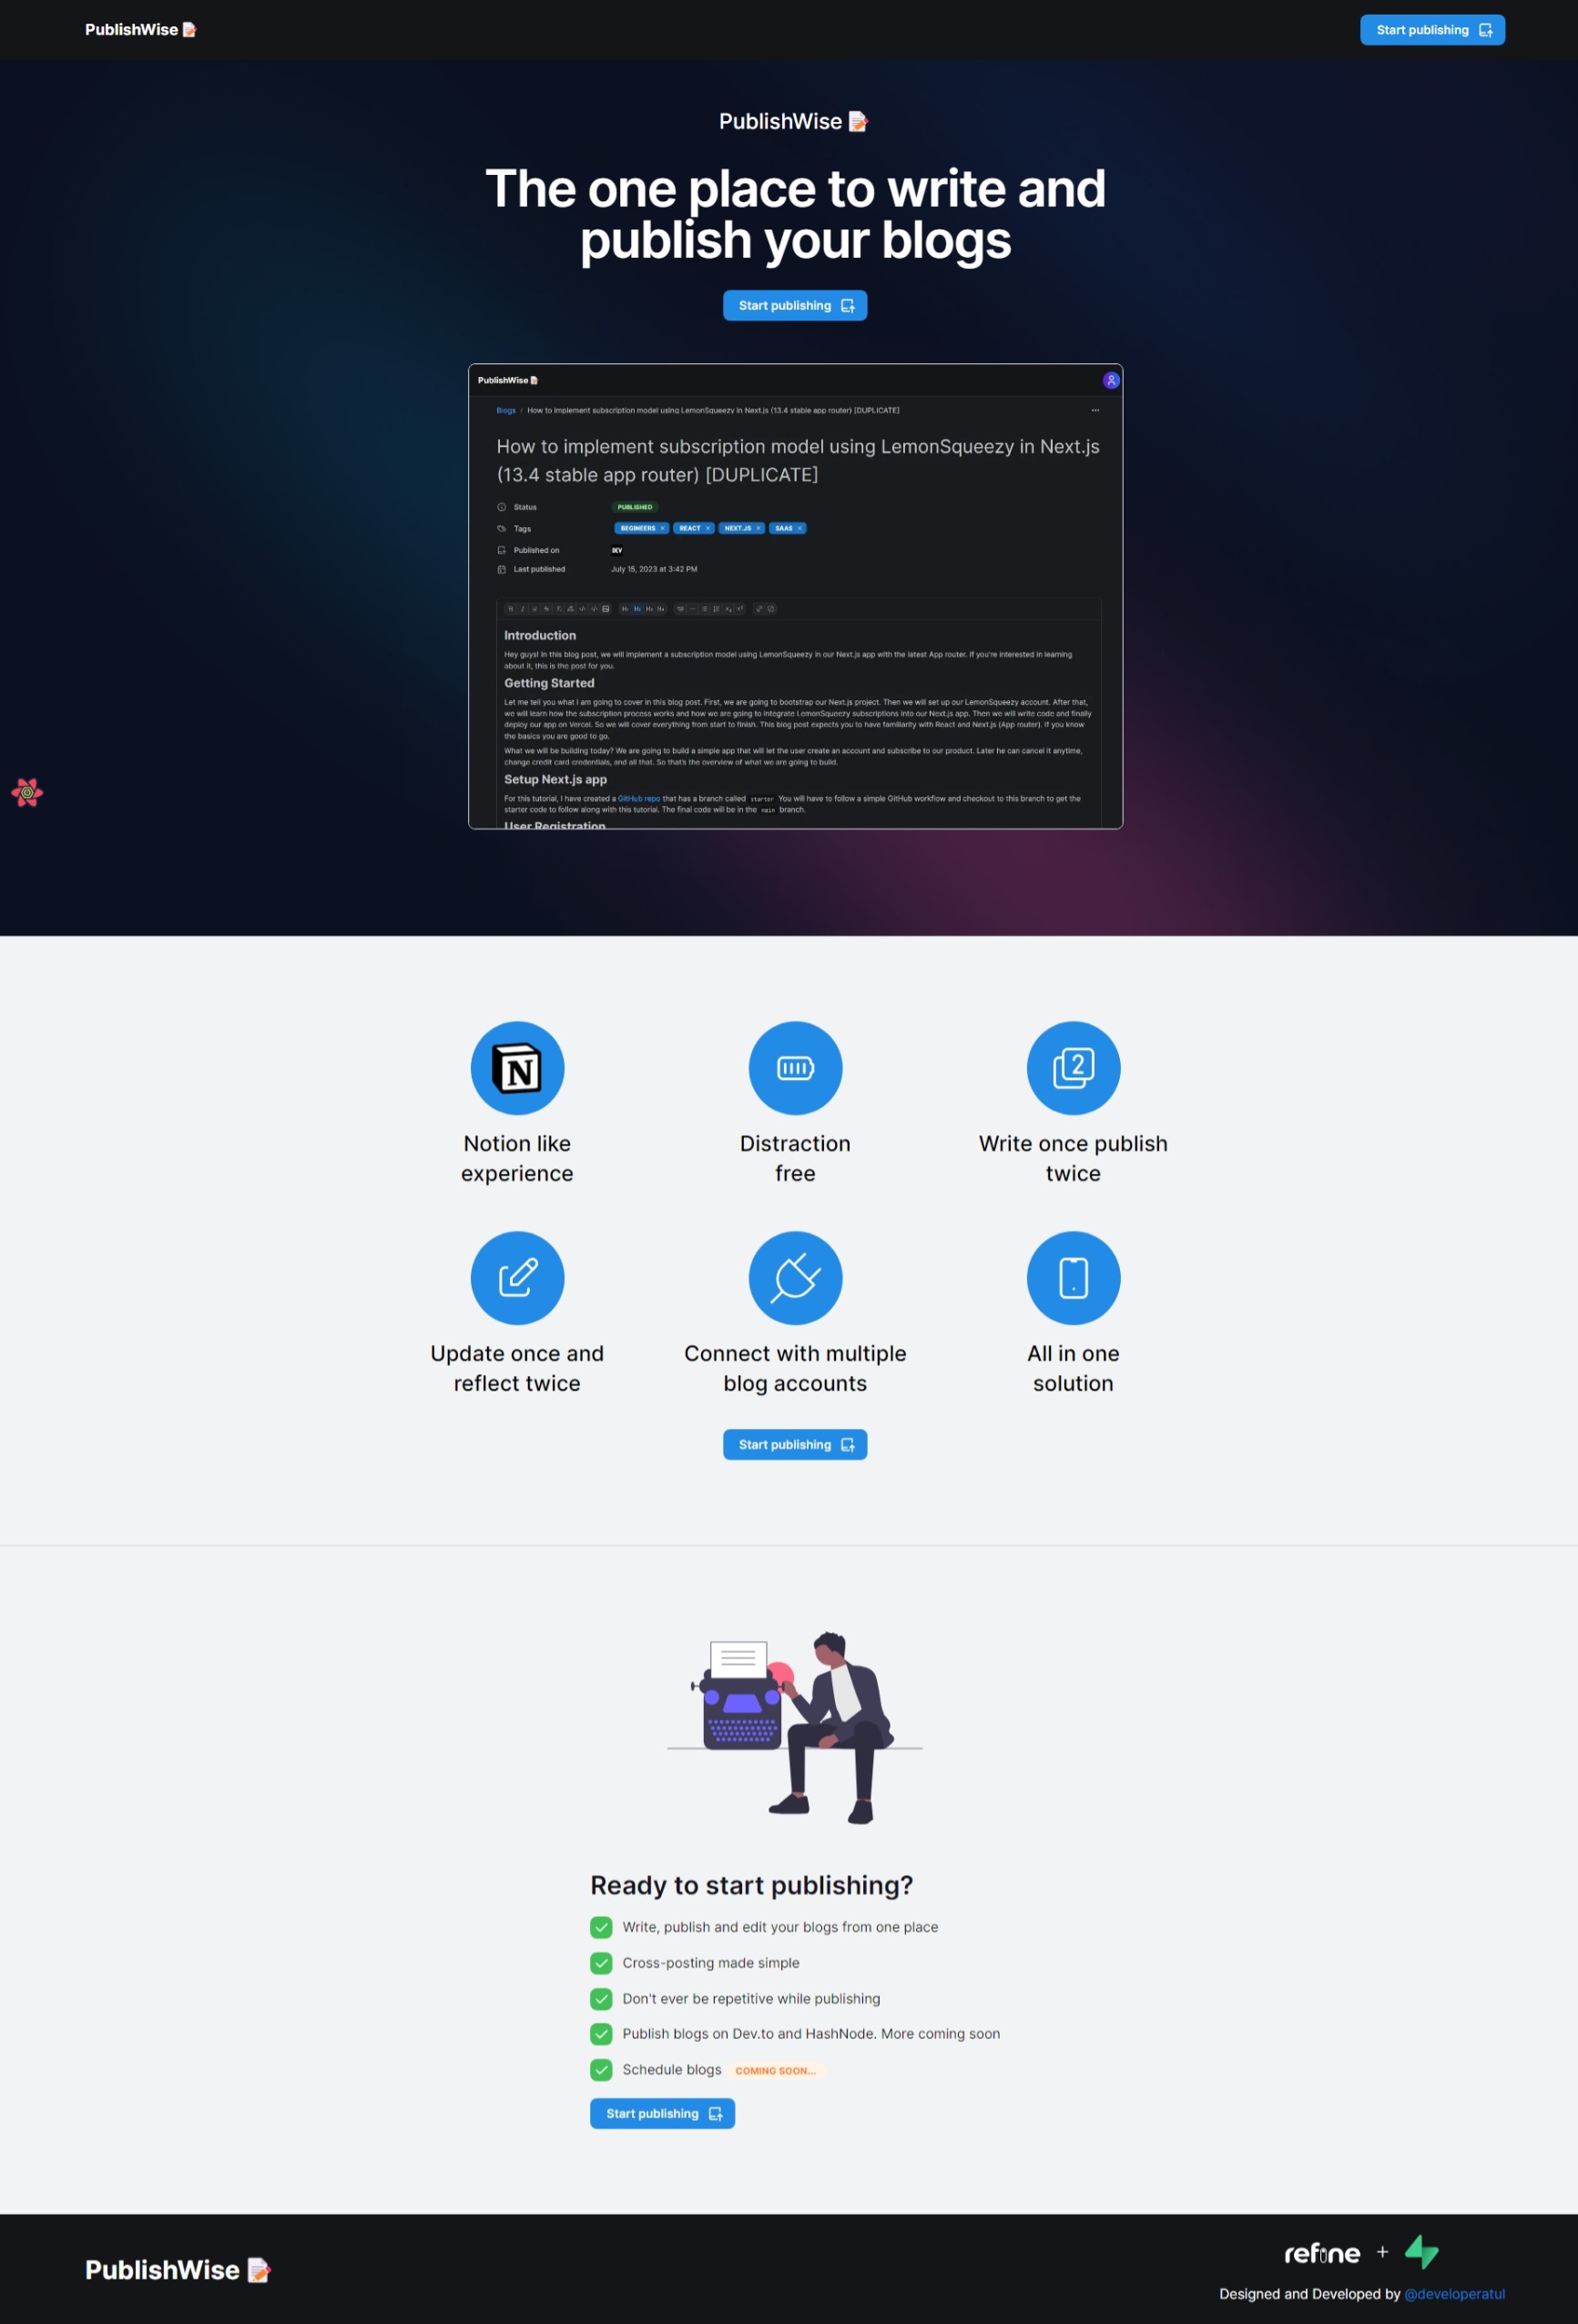 PublishWise
Start publishing
PublishWise
The one place to write and
publish your blogs
Start publishing
PublishWise
Blogs / How to implement subscription model using LemonSqueezy in Next.js (13.4 stable app router) [DUPLICATE]
How to implement subscription model using LemonSqueezy in Next.js
(13.4 stable app router) [DUPLICATE]
Status PUBLISHED
Tags BEGINEERS × REACT × NEXT.JS × SAAS ×
Published on DEV
Last published July 15, 2023 at 3:42 PM
Introduction
Hey guys! In this blog post, we will implement a subscription model using LemonSqueezy in our Next.js app with the latest App router. If you're interested in learning
about it, this is the post for you.
Getting Started
Let me tell you what I am going to cover in this blog post. First, we are going to bootstrap our Next.js project. Then we will set up our LemonSqueezy account. After that,
we will learn how the subscription process works and how we are going to integrate LemonSqueezy subscriptions into our Next.js app. Then we will write code and finally
deploy our app on Vercel. So we will cover everything from start to finish. This blog post expects you to have familiarity with React and Next.js (App router). If you know
the basics you are good to go.
What we will be building today? We are going to build a simple app that will let the user create an account and subscribe to our product. Later he can cancel it anytime,
change credit card credentials, and all that. So that's the overview of what we are going to build.
Setup Next.js app
For this tutorial, I have created a GitHub repo that has a branch called starter You will have to follow a simple GitHub workflow and checkout to this branch to get the
starter code to follow along with this tutorial. The final code will be in the main branch.
User Registration
N
2
Notion like
experience
Distraction
free
Write once publish
twice
Update once and
reflect twice
Connect with multiple
blog accounts
All in one
solution
Start publishing
Ready to start publishing?
Write, publish and edit your blogs from one place
Cross-posting made simple
Don't ever be repetitive while publishing
Publish blogs on Dev.to and HashNode. More coming soon
Schedule blogs COMING SOON...
Start publishing
PublishWise
refine +
Designed and Developed by @developeratul